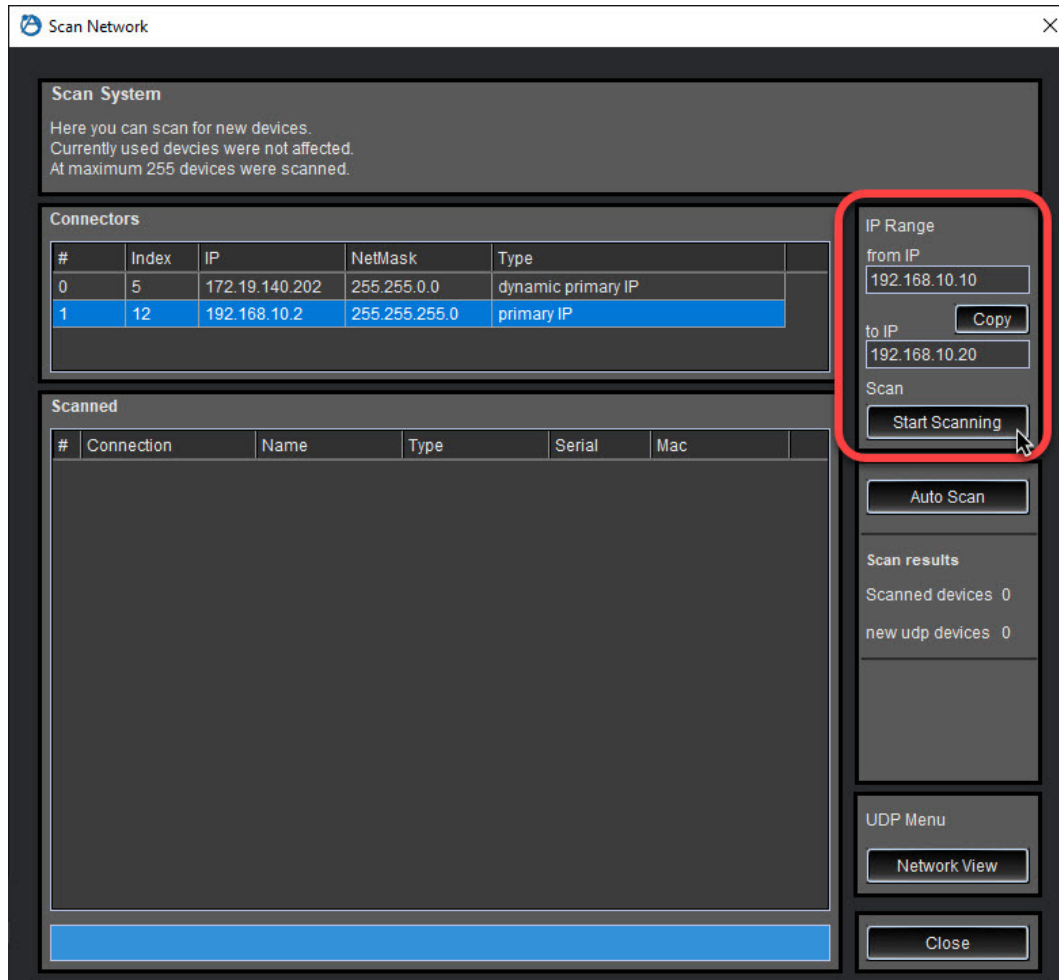 Scan Network
Scan System
Here you can scan for new devices.
Currently used devcies were not affected.
At maximum 255 devices were scanned.
Connectors
# Index IP NetMask Type
0 5 172.19.140.202 255.255.0.0 dynamic primary IP
1 12 192.168.10.2 255.255.255.0 primary IP
IP Range
from IP
192.168.10.10
Copy
to IP
192.168.10.20
Scan
Start Scanning
Scanned
# Connection Name Type Serial Mac
Auto Scan
Scan results
Scanned devices 0
new udp devices 0
UDP Menu
Network View
Close